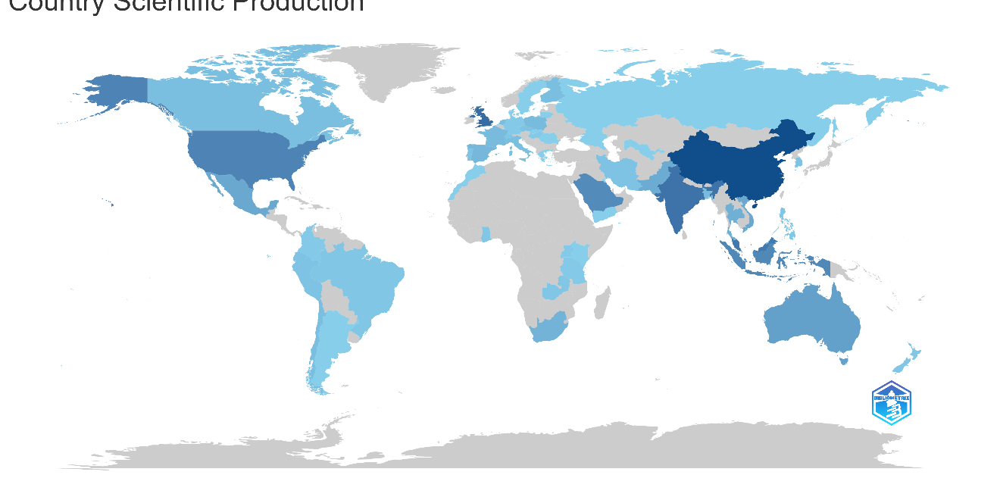 Country Scientific Production
BIBLIOMETRIX